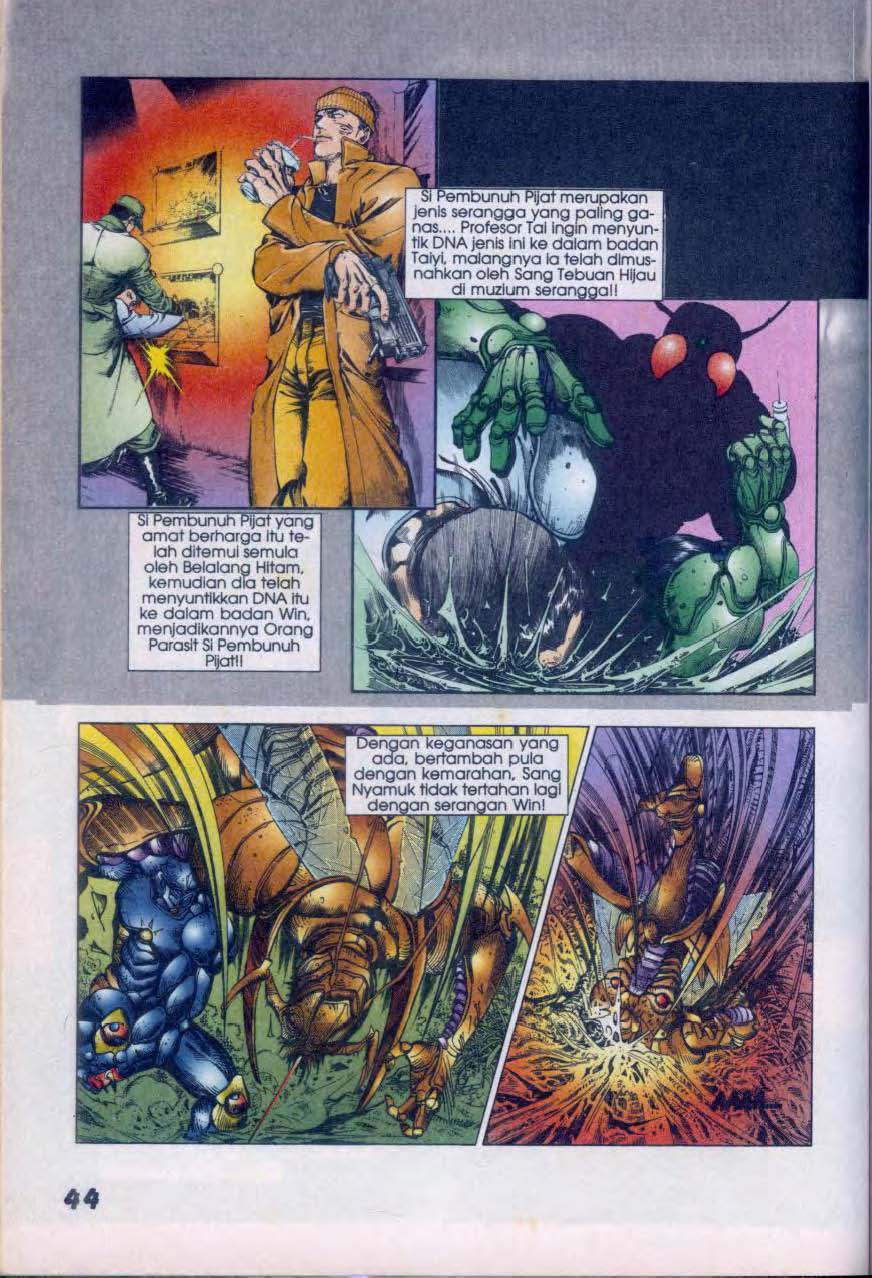 Si Pembunuh Pijat merupakan
jenis serangga yang paling ga-
nas.... Profesor Tal ingin menyun-
tik DNA jenis ini ke dalam badan
Taiyi, malangnya ia telah dimus-
nahkan oleh Sang Tebuan Hijau
di muzium serangga!!
Si Pembunuh Pijat yang
amat berharga itu te-
lah ditemui semula
oleh Belalang Hitam,
kemudian dia telah
menyuntikkan DNA itu
ke dalam badan Win,
menjadikannya Orang
Parasit Si Pembunuh
Pijat!!
Dengan keganasan yang
ada, bertambah pula
dengan kemarahan, Sang
Nyamuk tidak tertahan lagi
dengan serangan Win!
44